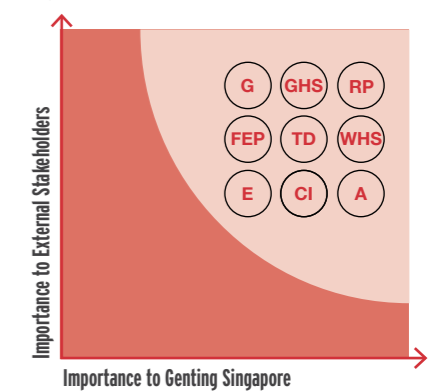 Importance to External Stakeholders
G GHS RP
FEP TD WHS
E CI A
Importance to Genting Singapore